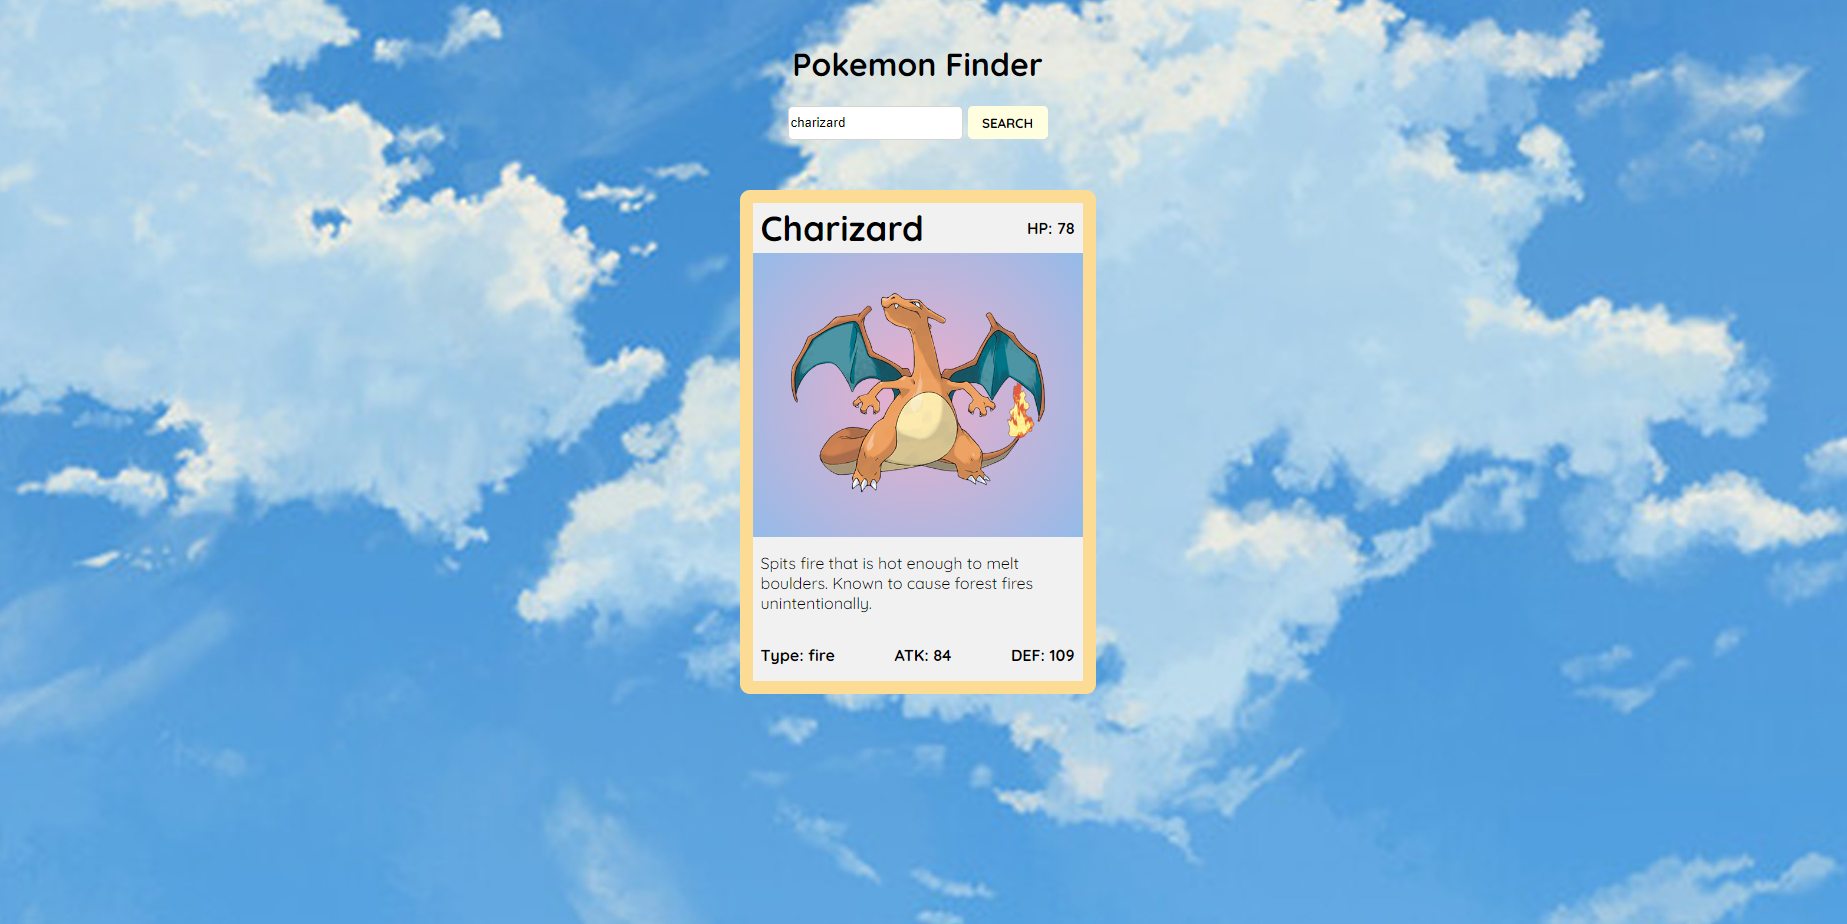 Pokemon Finder
charizard SEARCH
Charizard HP: 78
Spits fire that is hot enough to melt
boulders. Known to cause forest fires
unintentionally.
Type: fire ATK: 84 DEF: 109